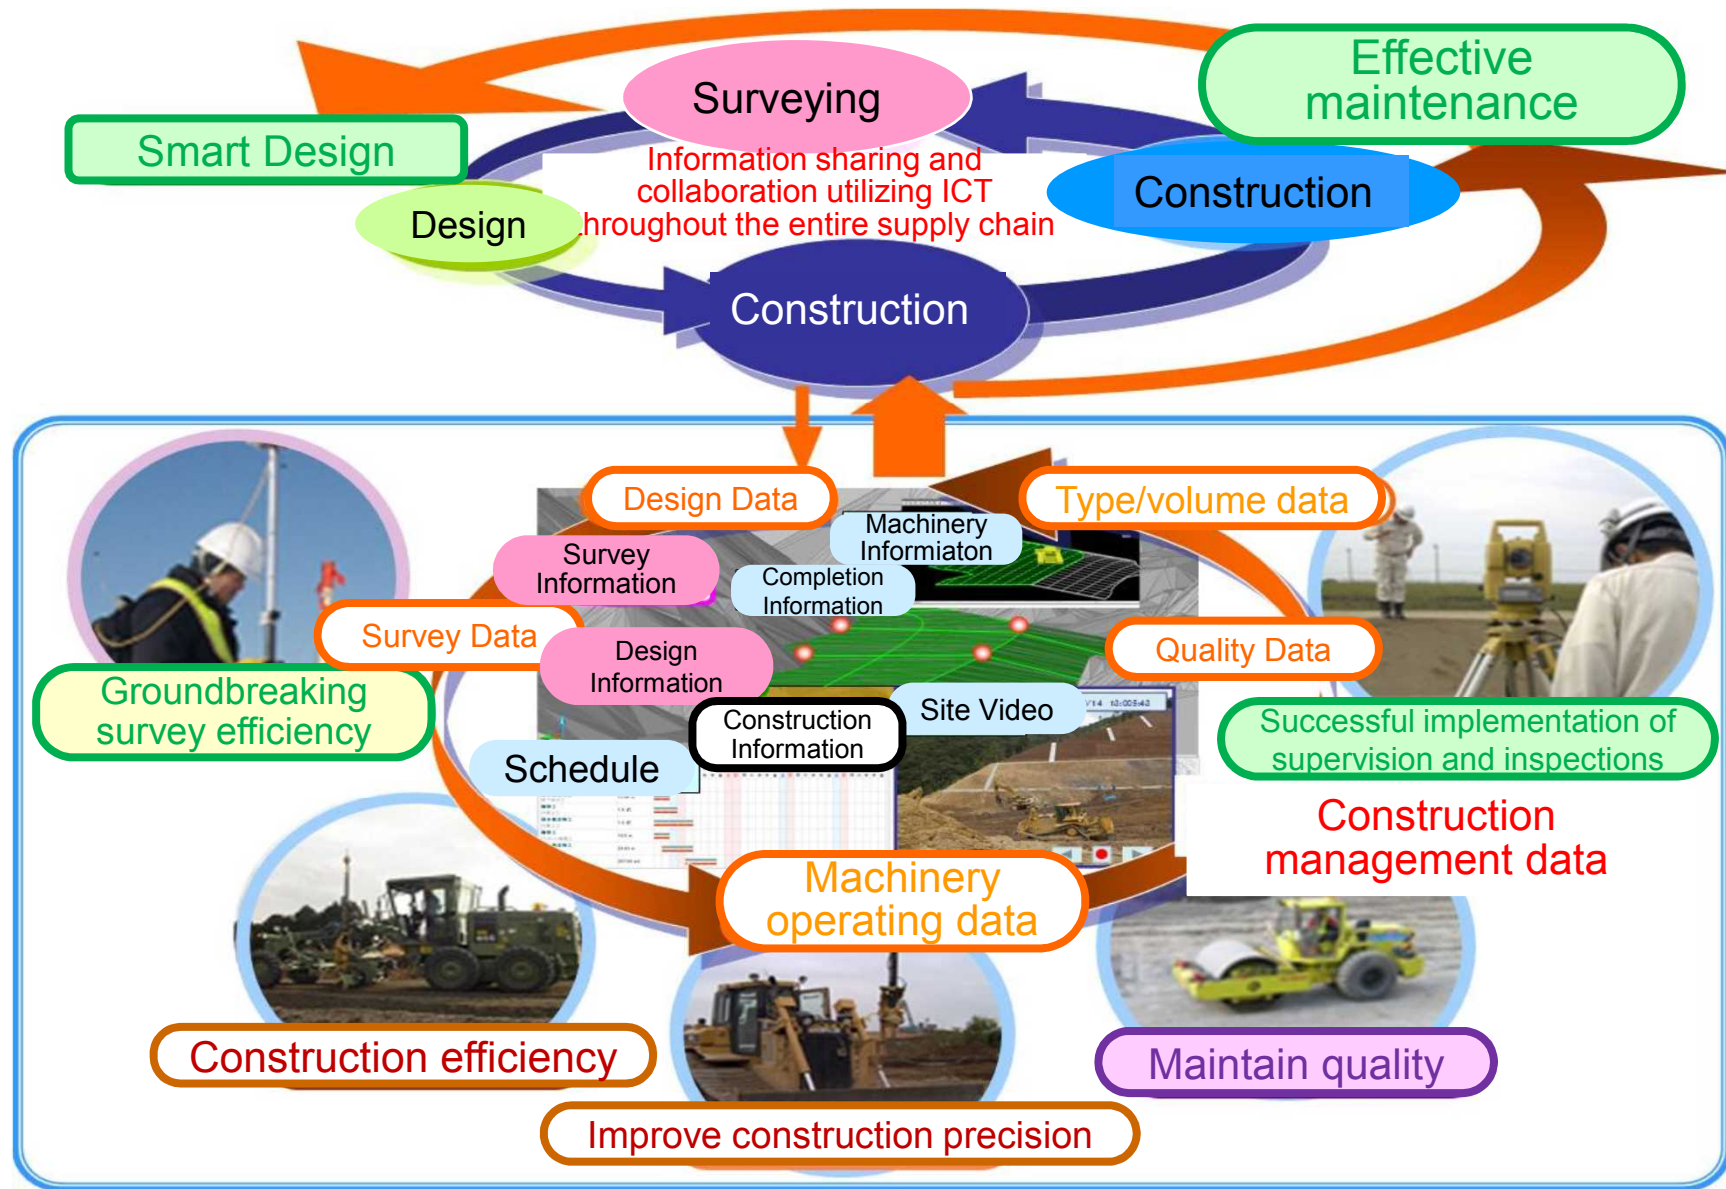 Effective
maintenance
Surveying
Smart Design
Information sharing and
collaboration utilizing ICT
throughout the entire supply chain
Construction
Design
Construction
Design Data
Type/volume data
Machinery
Informiaton
Survey
Information
Completion
Information
Survey Data
Quality Data
Design
Information
Groundbreaking
survey efficiency
Construction
Information
Site Video
Successful implementation of
supervision and inspections
Schedule
Construction
management data
Machinery
operating data
Construction efficiency
Maintain quality
Improve construction precision